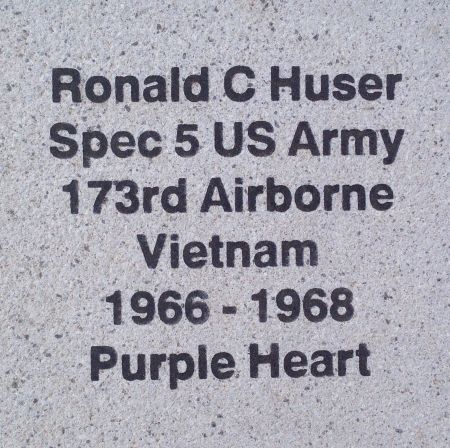 Ronald C Huser
Spec 5 US Army
173rd Airborne
Vietnam
1966 - 1968
Purple Heart